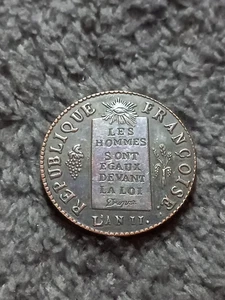 REPUBLIQUE FRANÇOISE.
LES
HOMMES
SONT
EGAUX
DEVANT
LA LOI
Dupré
L'AN II.